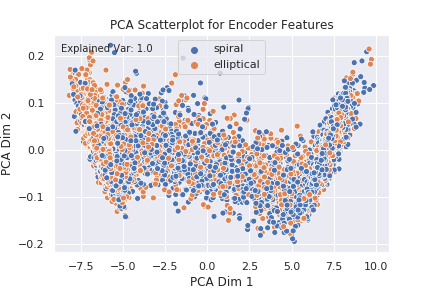 PCA Scatterplot for Encoder Features
Explained Var: 1.0
spiral
elliptical
PCA Dim 2
0.2
0.1
0.0
−0.1
−0.2
−7.5 −5.0 −2.5 0.0 2.5 5.0 7.5 10.0
PCA Dim 1